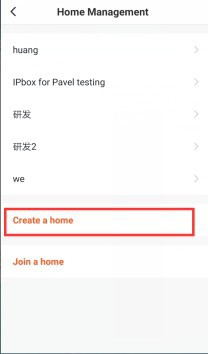 Home Management
huang
IPbox for Pavel testing
研发
研发2
we
Create a home
Join a home